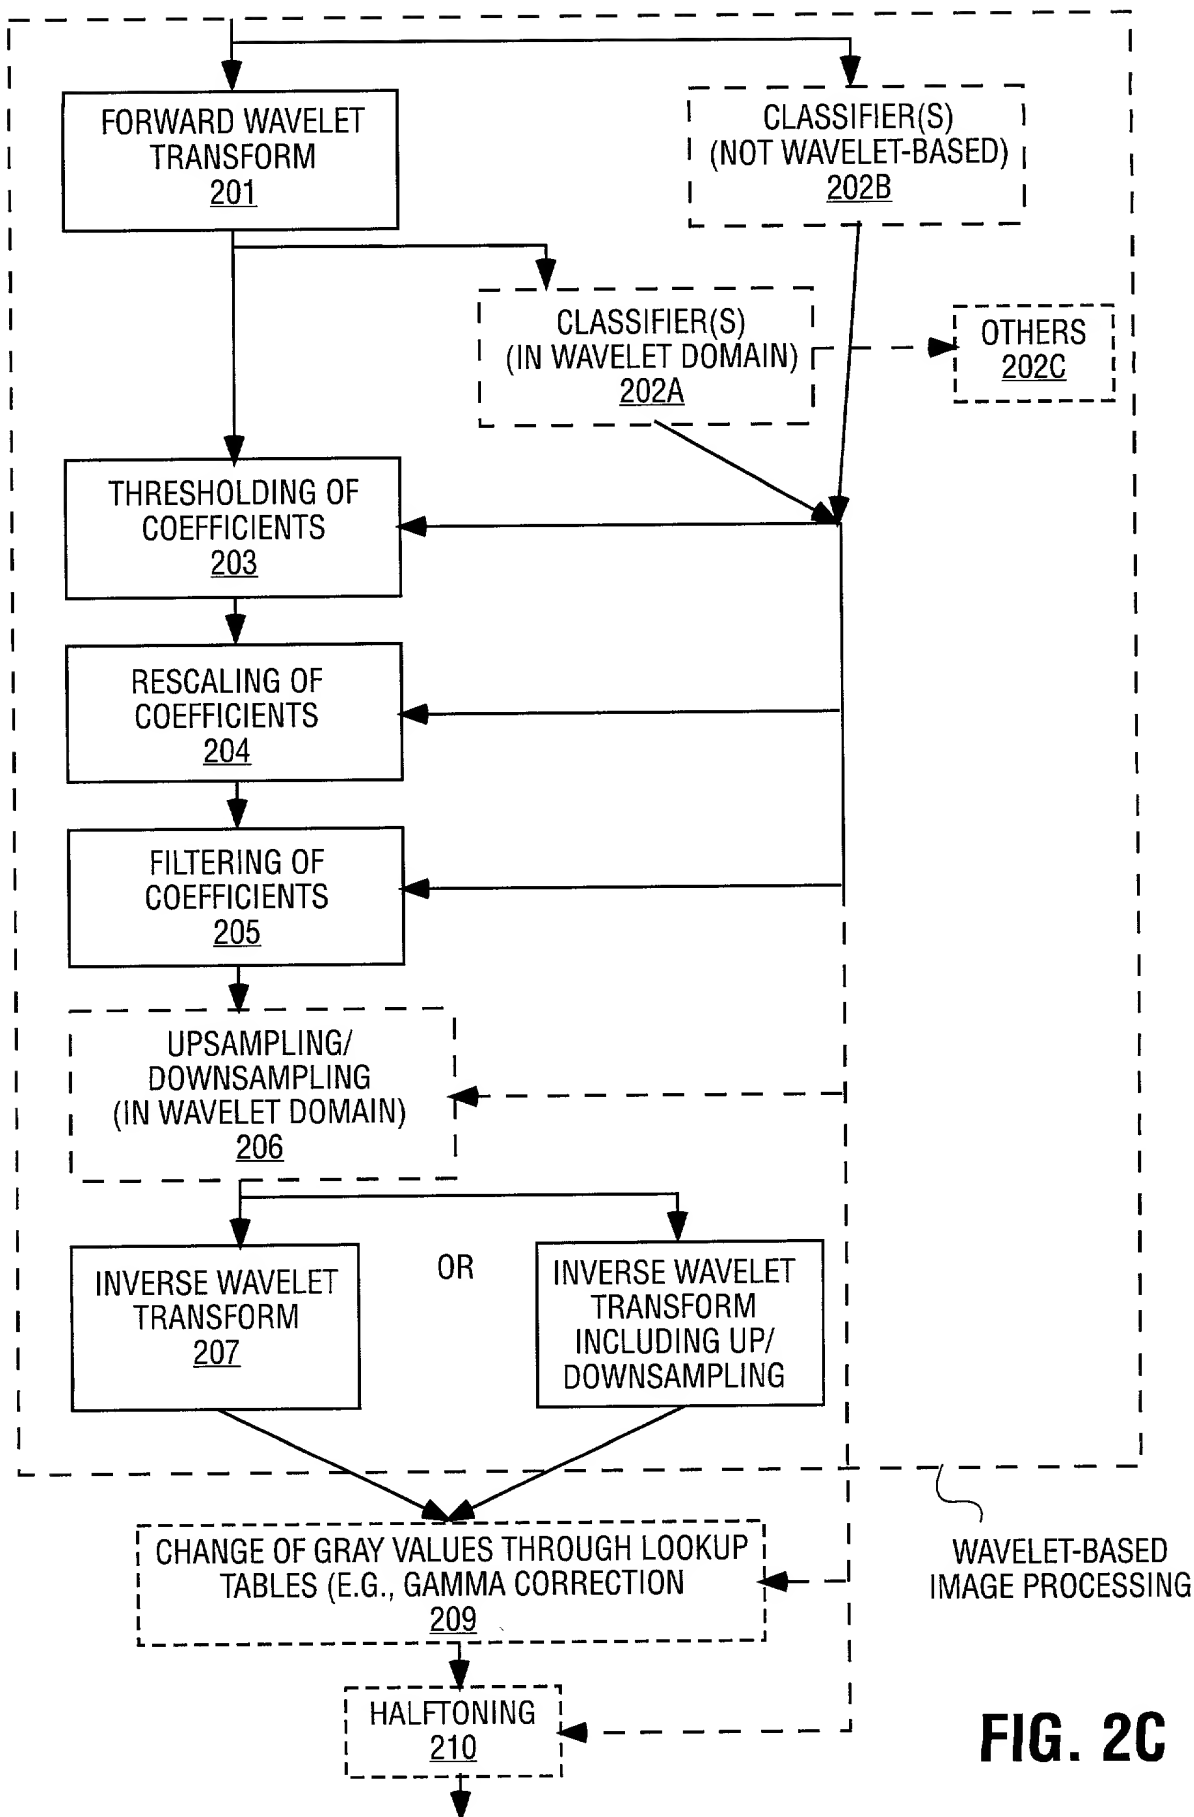 FORWARD WAVELET
TRANSFORM
201
CLASSIFIER(S)
(NOT WAVELET-BASED)
202B
CLASSIFIER(S)
(IN WAVELET DOMAIN)
202A
OTHERS
202C
THRESHOLDING OF
COEFFICIENTS
203
RESCALING OF
COEFFICIENTS
204
FILTERING OF
COEFFICIENTS
205
UPSAMPLING/
DOWNSAMPLING
(IN WAVELET DOMAIN)
206
INVERSE WAVELET
TRANSFORM
207
OR
INVERSE WAVELET
TRANSFORM
INCLUDING UP/
DOWNSAMPLING
WAVELET-BASED
IMAGE PROCESSING
CHANGE OF GRAY VALUES THROUGH LOOKUP
TABLES (E.G., GAMMA CORRECTION
209
HALFTONING
210
FIG. 2C